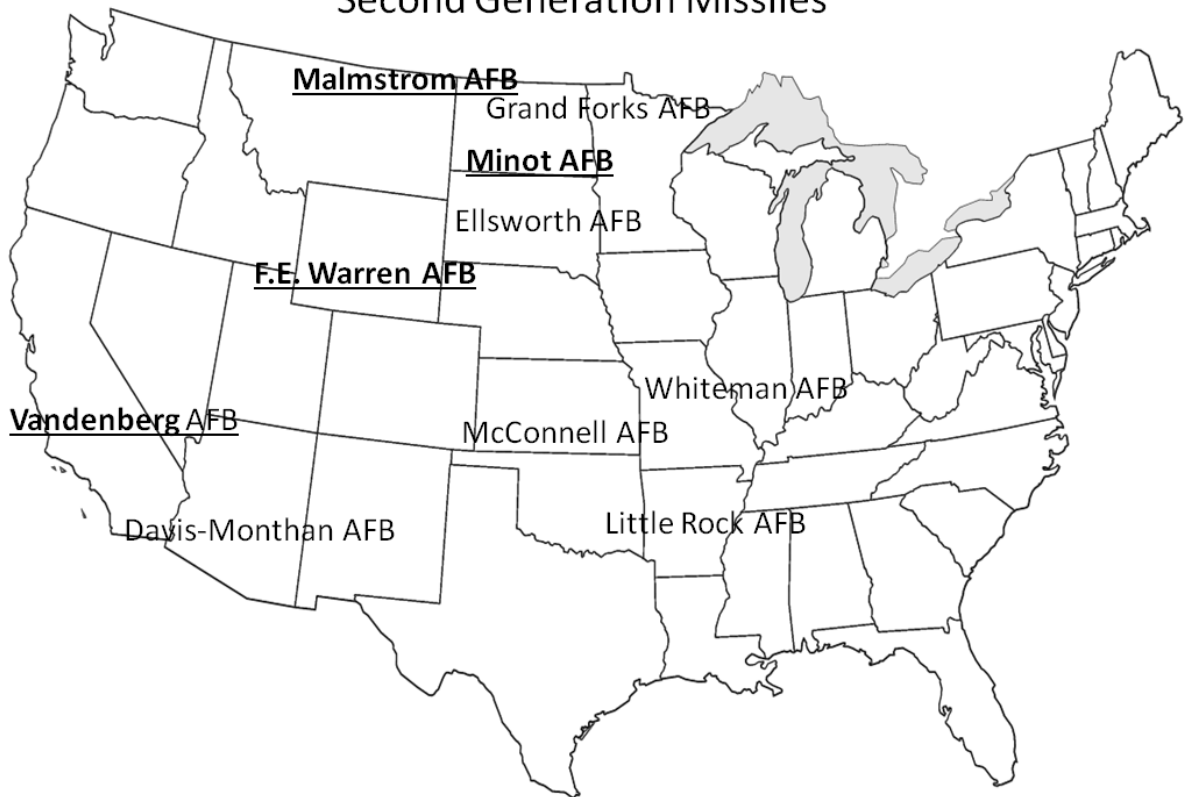 Second Generation Missiles
Malmstrom AFB
Grand Forks AFB
Minot AFB
Ellsworth AFB
F.E. Warren AFB
Whiteman AFB
Vandenberg AFB
McConnell AFB
Davis-Monthan AFB
Little Rock AFB